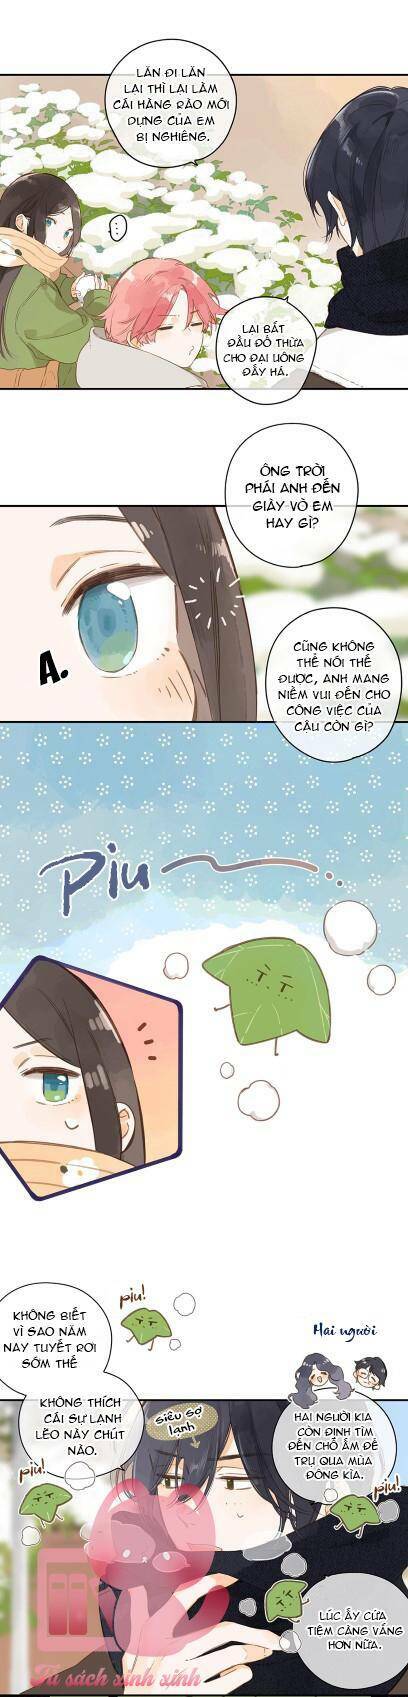 LĂN ĐI LĂN
LẠI THÌ LẠI LÀM
CÁI HÀNG RÀO MỚI
DỰNG CỦA EM
BỊ NGHIÊNG.
...
LẠI BẮT
ĐẦU ĐỔ THỪA
CHO ĐẠI UÔNG
ĐẤY HẢ.
ÔNG TRỜI
PHÁI ANH ĐẾN
GIÀY VÒ EM
HAY GÌ?
A.
CŨNG KHÔNG
THỂ NÓI THẾ
ĐƯỢC, ANH MANG
NIỀM VUI ĐẾN CHO
CÔNG VIỆC CỦA
CẬU CÒN GÌ?
Piu
piu!
KHÔNG BIẾT
VÌ SAO NĂM
NAY TUYẾT RƠI
SỚM THẾ
Hai người
KHÔNG THÍCH
CÁI SỰ LẠNH
LẼO NÀY CHÚT
NÀO.
siêu sợ
lạnh
HAI NGƯỜI KIA
CÒN ĐỊNH TÌM
ĐẾN CHỖ ẤM ĐỂ
TRÚ QUA MÙA
ĐÔNG KÌA.
piu!
piu!
LÚC ẤY CỬA
TIỆM CÀNG VẮNG
HƠN NỮA.
Tủ sách xinh xinh